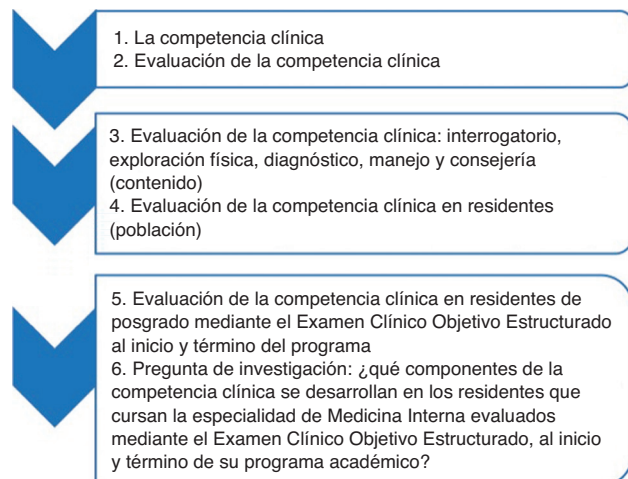 1. La competencia clínica
2. Evaluación de la competencia clínica
3. Evaluación de la competencia clínica: interrogatorio,
exploración física, diagnóstico, manejo y consejería
(contenido)
4. Evaluación de la competencia clínica en residentes
(población)
5. Evaluación de la competencia clínica en residentes de
posgrado mediante el Examen Clínico Objetivo Estructurado
al inicio y término del programa
6. Pregunta de investigación: ¿qué componentes de la
competencia clínica se desarrollan en los residentes que
cursan la especialidad de Medicina Interna evaluados
mediante el Examen Clínico Objetivo Estructurado, al inicio
y término de su programa académico?